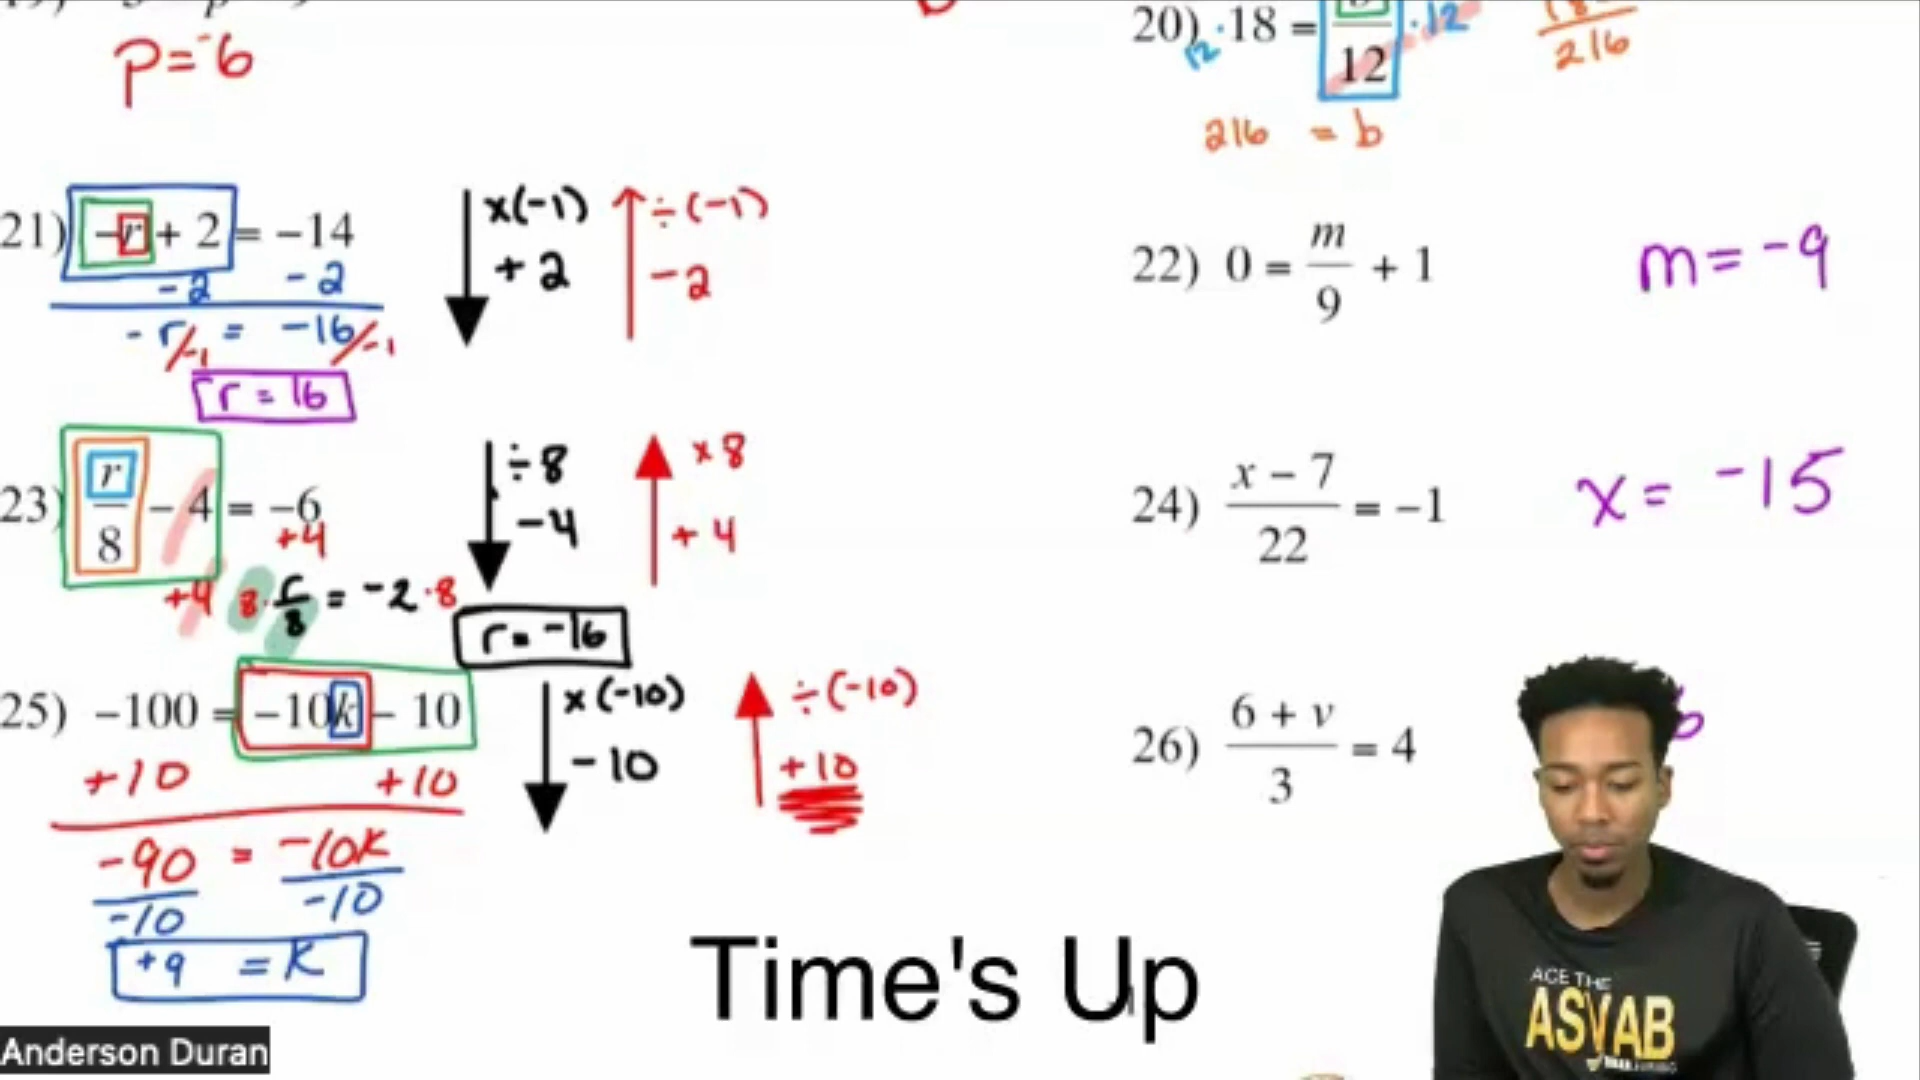 p = -6
20) 12 · 18 = 12 · 12
216
216 = b
21) -r + 2 = -14
-2 -2
-r/-1 = -16/-1
r = 16
x(-1)
+2
÷(-1)
-2
22) 0 = m/9 + 1
m = -9
23) r/8 - 4 = -6
+4
+4 8 · r/8 = -2 · 8
r = -16
÷8
-4
x8
+4
24) x - 7 / 22 = -1
x = -15
25) -100 = -10k - 10
+10 +10
-90 = -10k
-10 -10
+9 = k
x(-10)
-10
÷(-10)
+10
26) 6 + v / 3 = 4
6
Time's Up
ACE THE
ASVAB
Anderson Duran